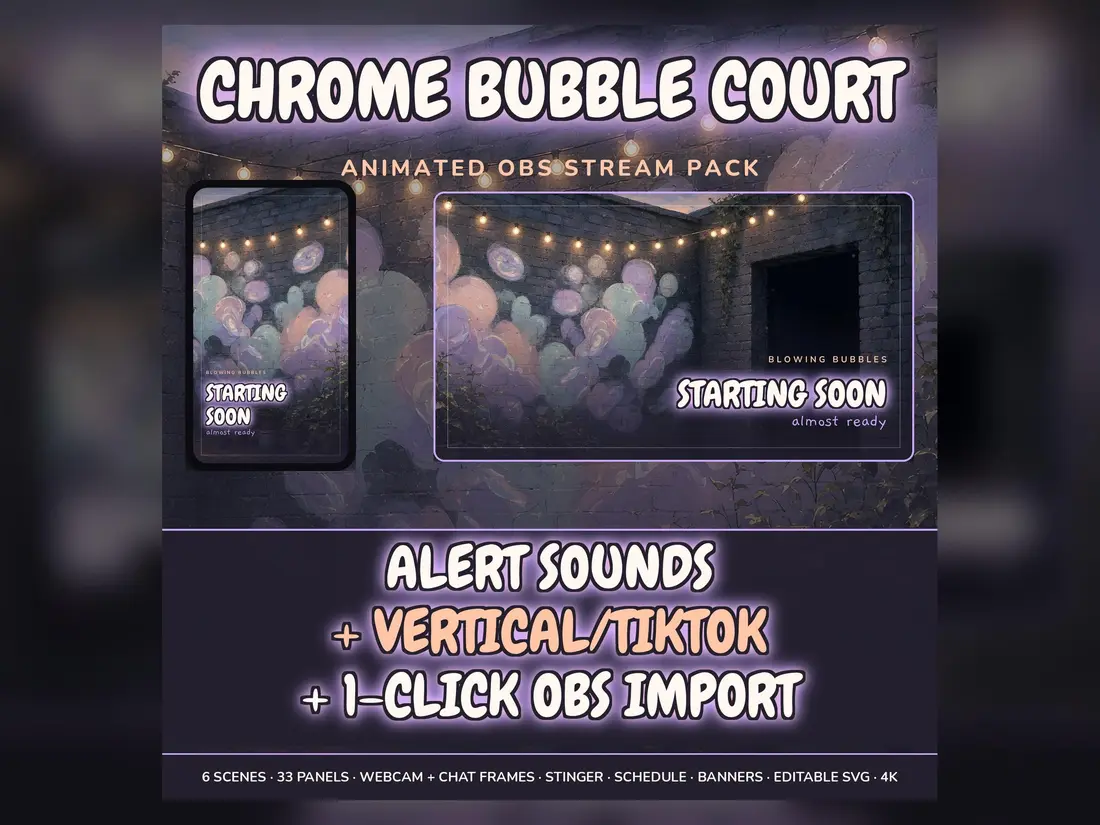 CHROME BUBBLE COURT
ANIMATED OBS STREAM PACK
BLOWING BUBBLES
STARTING
SOON
almost ready
BLOWING BUBBLES
STARTING SOON
almost ready
ALERT SOUNDS
+ VERTICAL/TIKTOK
+ 1-CLICK OBS IMPORT
6 SCENES · 33 PANELS · WEBCAM + CHAT FRAMES · STINGER · SCHEDULE · BANNERS · EDITABLE SVG · 4K